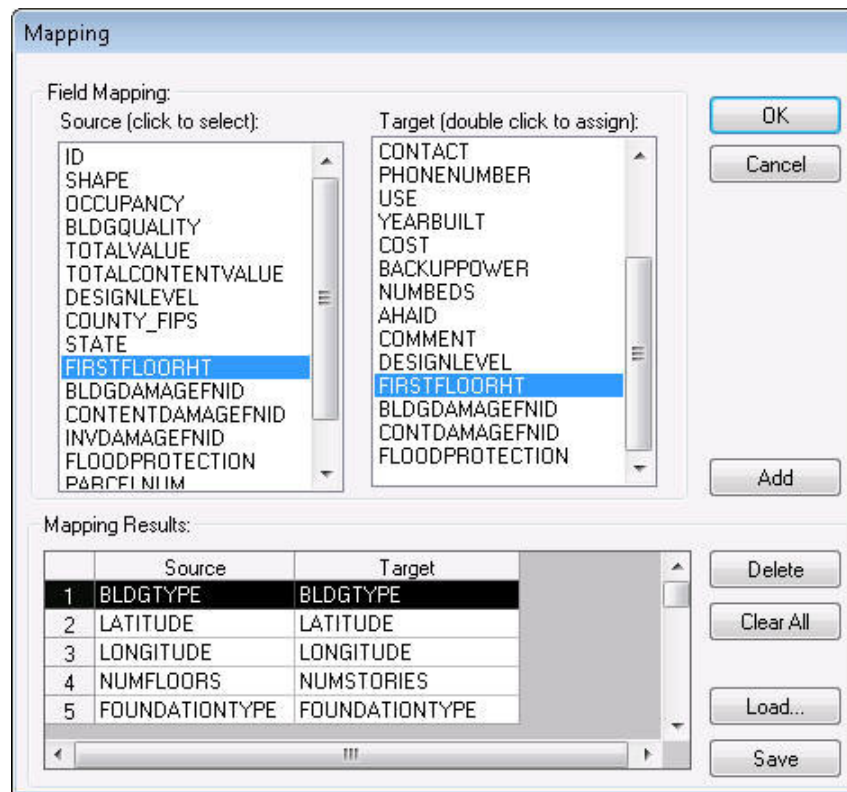 Mapping
Field Mapping:
Source (click to select):
ID
SHAPE
OCCUPANCY
BLDGQUALITY
TOTALVALUE
TOTALCONTENTVALUE
DESIGNLEVEL
COUNTY_FIPS
STATE
FIRSTFLOORHT
BLDGDAMAGEFNID
CONTENTDAMAGEFNID
INVDAMAGEFNID
FLOODPROTECTION
PARCELNUM
Target (double click to assign):
CONTACT
PHONENUMBER
USE
YEARBUILT
COST
BACKUPPOWER
NUMBEDS
AHAID
COMMENT
DESIGNLEVEL
FIRSTFLOORHT
BLDGDAMAGEFNID
CONTDAMAGEFNID
FLOODPROTECTION
OK
Cancel
Add
Mapping Results:
Source Target
1 BLDGTYPE BLDGTYPE
2 LATITUDE LATITUDE
3 LONGITUDE LONGITUDE
4 NUMFLOORS NUMSTORIES
5 FOUNDATIONTYPE FOUNDATIONTYPE
Delete
Clear All
Load...
Save